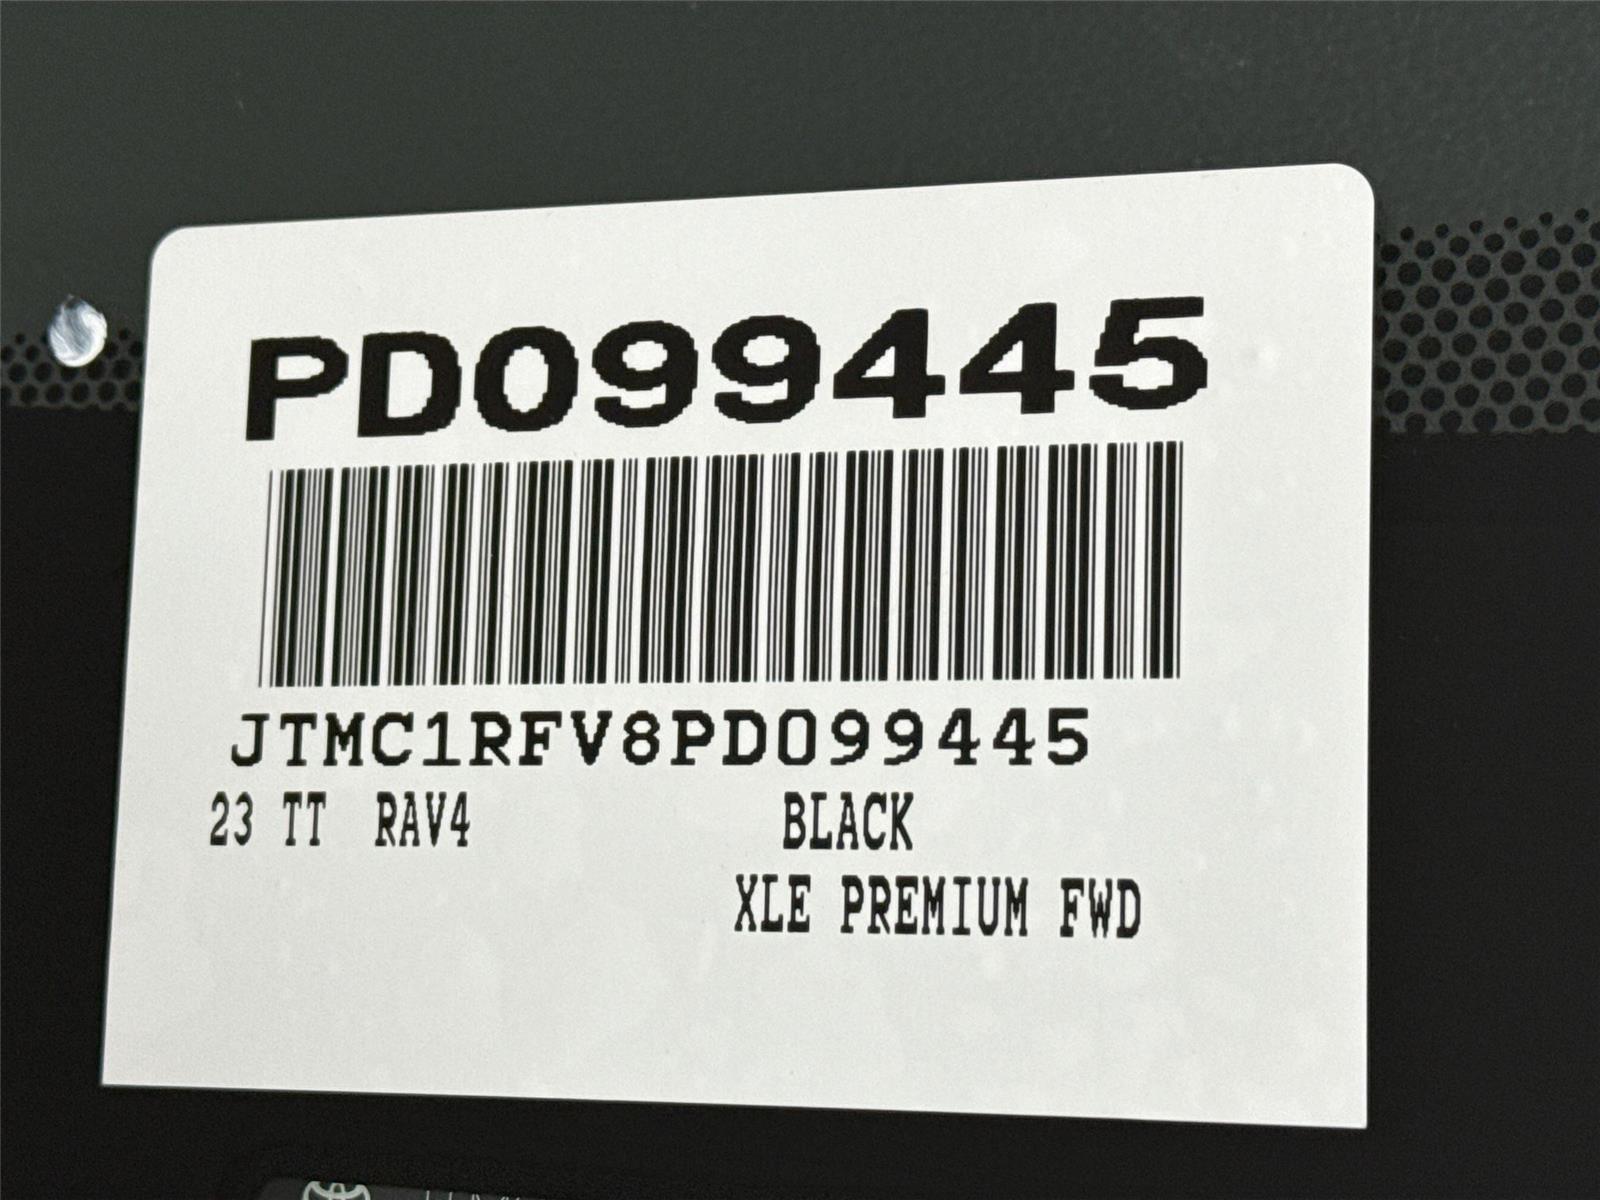 PD099445
JTMC1RFV8PD099445
23 TT RAV4 BLACK
XLE PREMIUM FWD